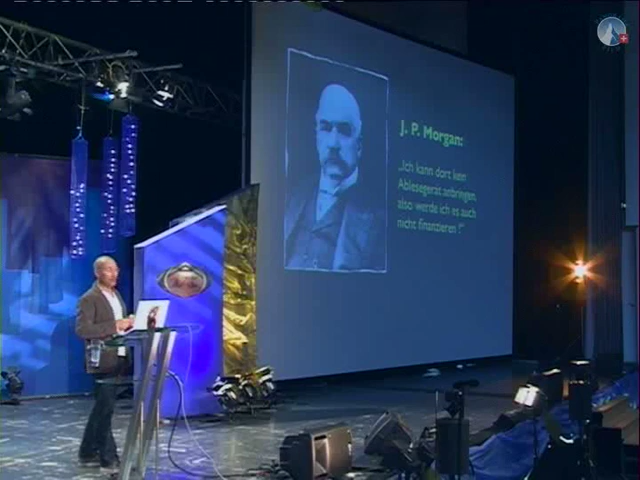 J. P. Morgan:
„Ich kann dort kein
Ablesegerät anbringen,
also werde ich es auch
nicht finanzieren !“